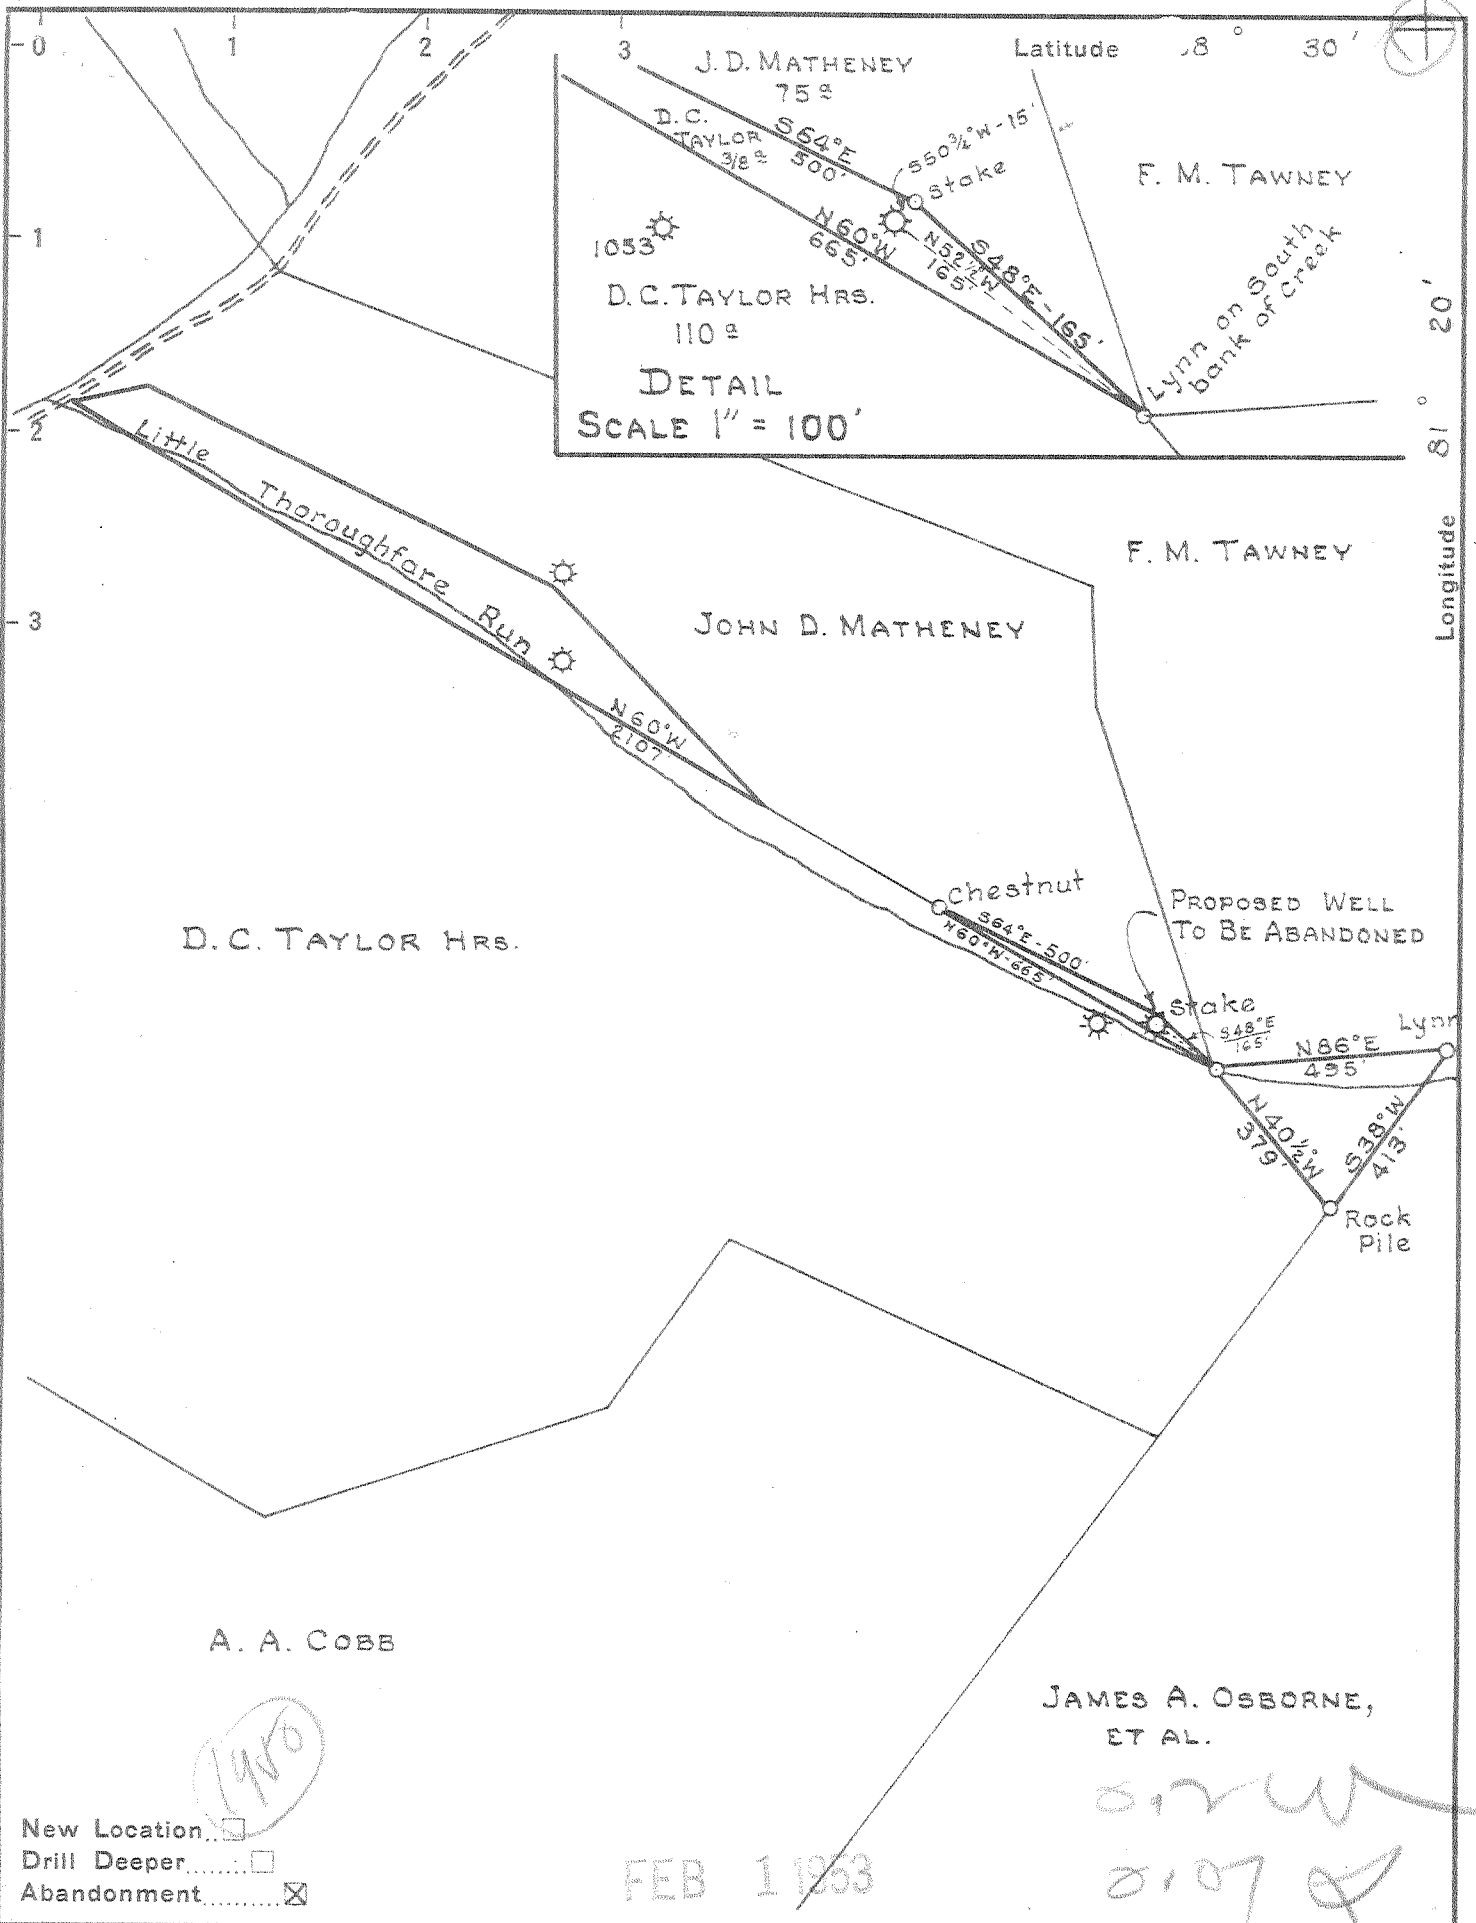 0 1 2 3 Latitude 8° 30'
1
2
3
J.D. MATHENEY
75 a
D.C.
TAYLOR
3/8 a
S64°E
500'
S50¾°W-15'
Stake
F. M. TAWNEY
1053
N60°W
665'
N52½°W
165'
S48°E-165'
Lynn on South
bank of Creek
D.C. TAYLOR HRS.
110 a
DETAIL
SCALE 1" = 100'
81° 20'
Longitude
Little Thoroughfare Run
F. M. TAWNEY
JOHN D. MATHENEY
N60°W
2107'
Chestnut
S64°E-500'
N60°W-665'
PROPOSED WELL
TO BE ABANDONED
D. C. TAYLOR HRS.
Stake
S48°E
165'
Lynn
N86°E
495'
N40½°W
379'
S38°W
413'
Rock
Pile
A. A. COBB
JAMES A. OSBORNE,
ET AL.
New Location
Drill Deeper
Abandonment
FEB 1 1953